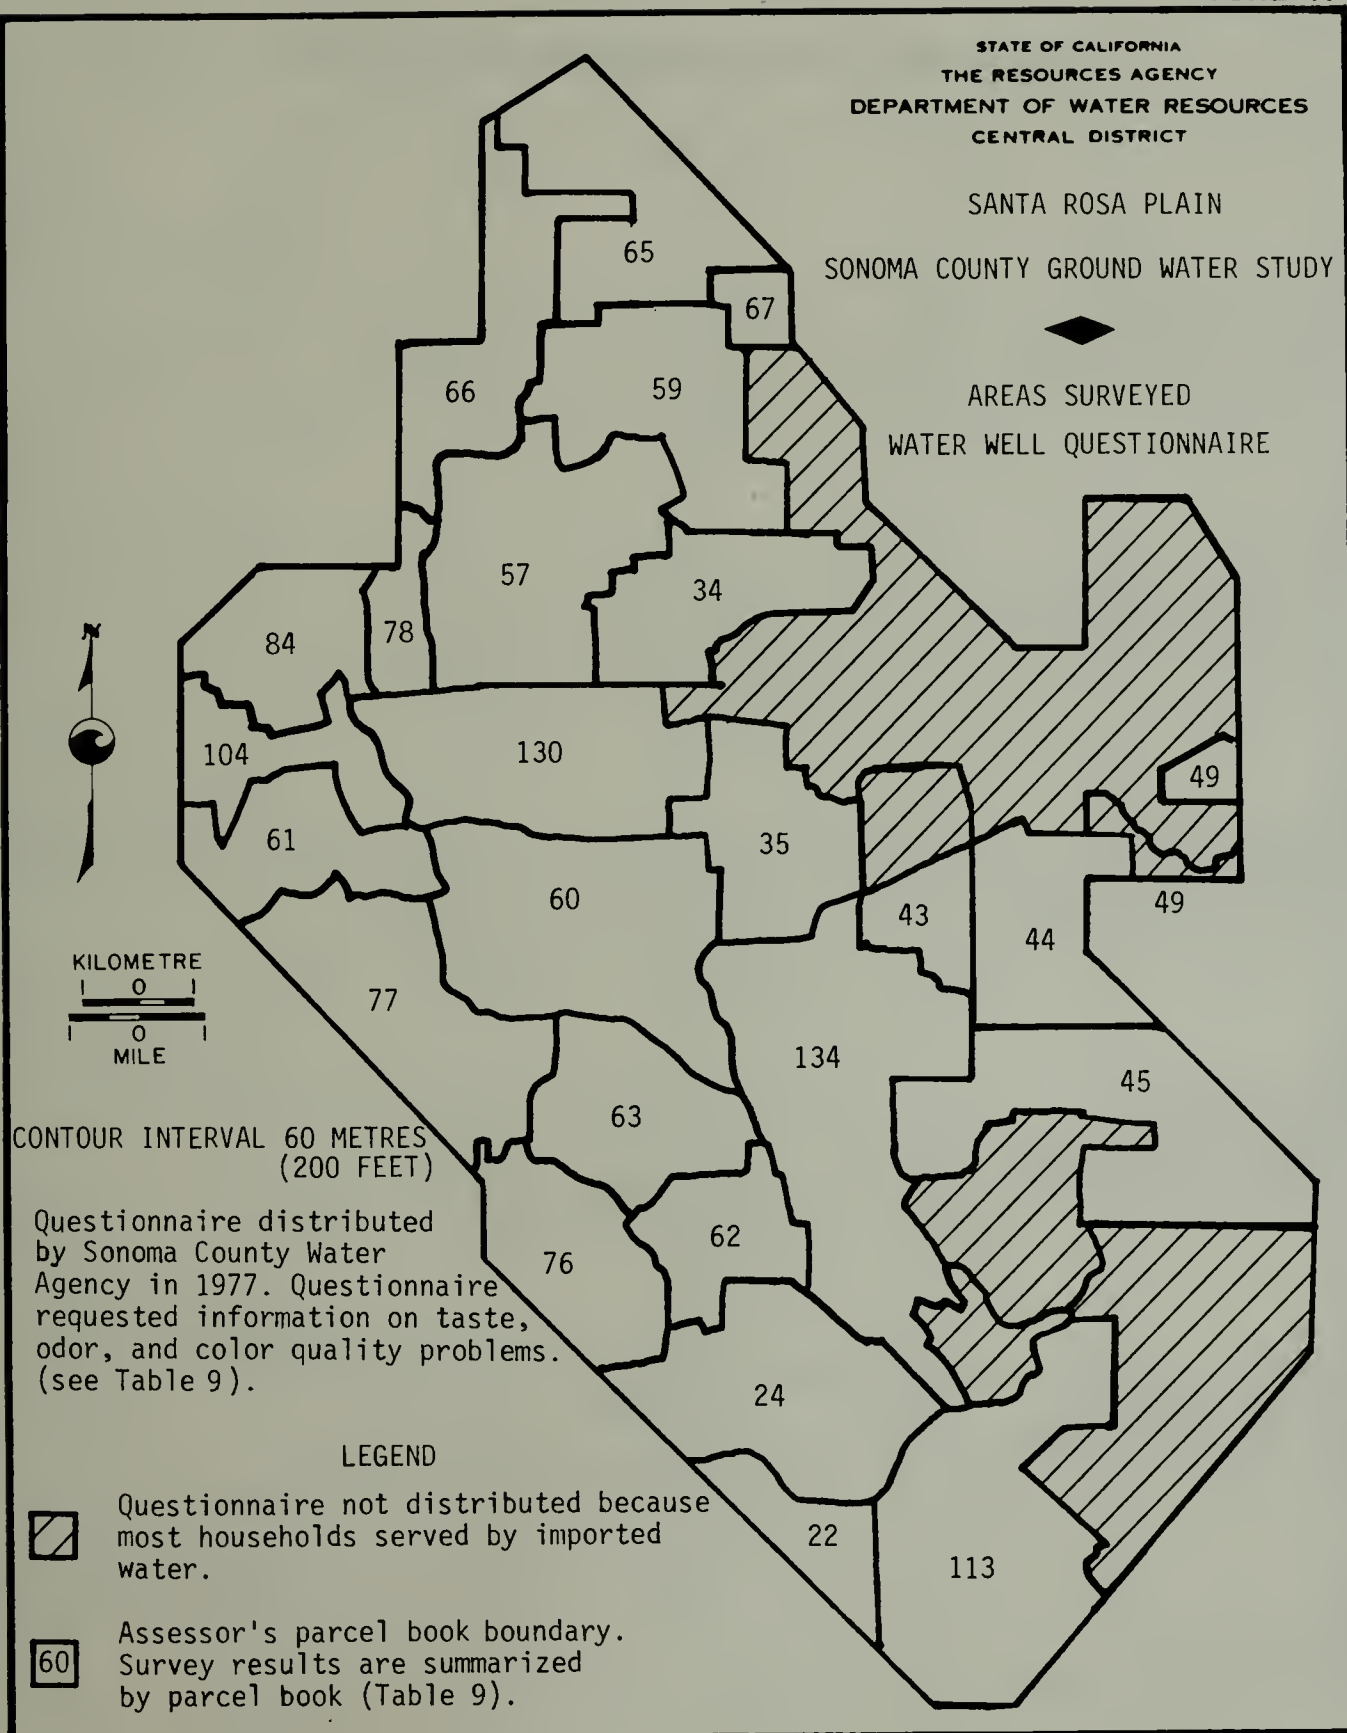 STATE OF CALIFORNIA
THE RESOURCES AGENCY
DEPARTMENT OF WATER RESOURCES
CENTRAL DISTRICT
SANTA ROSA PLAIN
SONOMA COUNTY GROUND WATER STUDY
AREAS SURVEYED
WATER WELL QUESTIONNAIRE
65
67
66
59
57
34
84
78
104
130
49
61
35
60
43
49
44
77
134
45
63
62
76
24
22
113
N
KILOMETRE
1 0 1
1 0 1
MILE
CONTOUR INTERVAL 60 METRES
(200 FEET)
Questionnaire distributed
by Sonoma County Water
Agency in 1977. Questionnaire
requested information on taste,
odor, and color quality problems.
(see Table 9).
LEGEND
Questionnaire not distributed because
most households served by imported
water.
60
Assessor's parcel book boundary.
Survey results are summarized
by parcel book (Table 9).